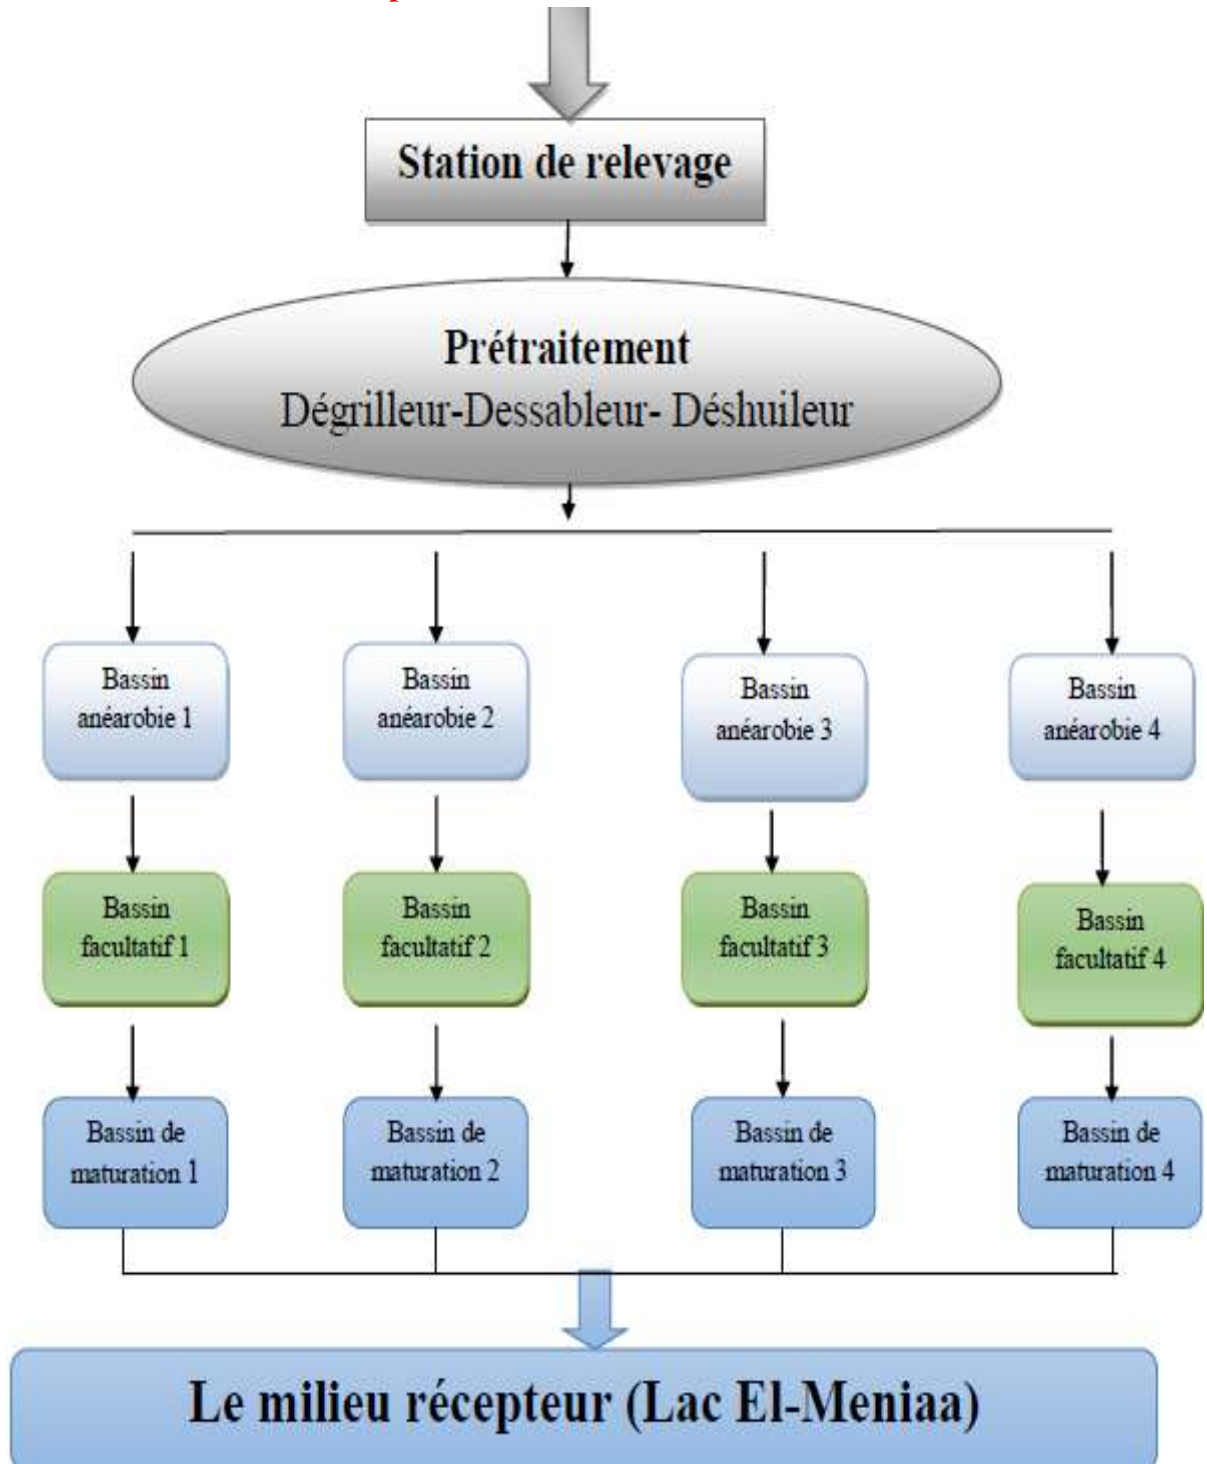 Station de relevage
Prétraitement
Dégrilleur-Dessableur- Déshuileur
Bassin
anéarobie 1
Bassin
anéarobie 2
Bassin
anéarobie 3
Bassin
anéarobie 4
Bassin
facultatif 1
Bassin
facultatif 2
Bassin
facultatif 3
Bassin
facultatif 4
Bassin de
maturation 1
Bassin de
maturation 2
Bassin de
maturation 3
Bassin de
maturation 4
Le milieu récepteur (Lac El-Meniaa)